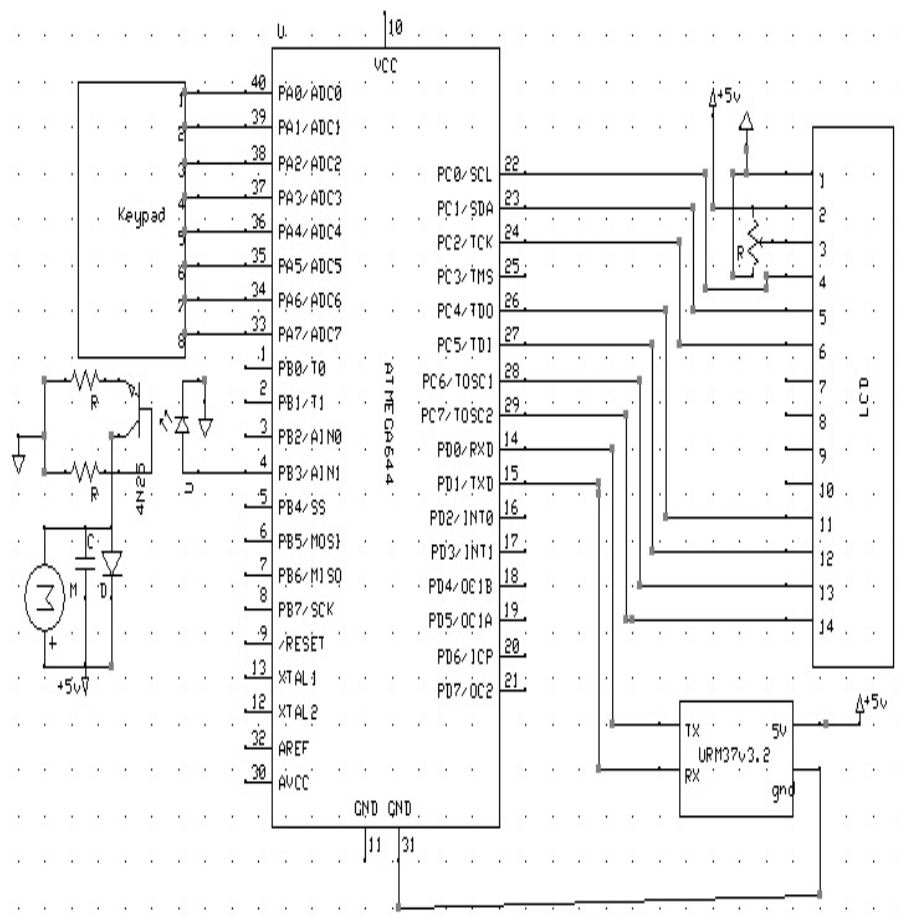 U
10
VCC
Keypad
1
2
3
4
5
6
7
8
40 PA0/ADC0
39 PA1/ADC1
38 PA2/ADC2
37 PA3/ADC3
36 PA4/ADC4
35 PA5/ADC5
34 PA6/ADC6
33 PA7/ADC7
1 PB0/T0
2 PB1/T1
3 PB2/AIN0
4 PB3/AIN1
5 PB4/SS
6 PB5/MOSI
7 PB6/MISO
8 PB7/SCK
9 /RESET
13 XTAL1
12 XTAL2
32 AREF
30 AVCC
ATMEGA644
PC0/SCL 22
PC1/SDA 23
PC2/TCK 24
PC3/TMS 25
PC4/TDO 26
PC5/TDI 27
PC6/TOSC1 28
PC7/TOSC2 29
PD0/RXD 14
PD1/TXD 15
PD2/INT0 16
PD3/INT1 17
PD4/OC1B 18
PD5/OC1A 19
PD6/ICP 20
PD7/OC2 21
GND GND
11 31
R
R
4N25
U
C
M
D
M
+
+5v
+5v
R
1
2
3
4
5
6
7
8
9
10
11
12
13
14
LCD
TX 5V
URM37v3.2
RX gnd
+5v